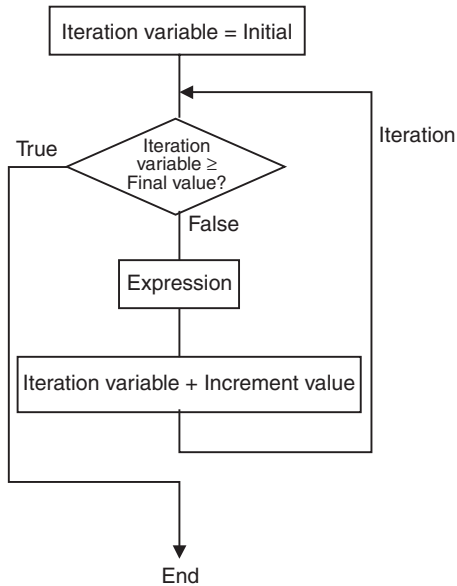 Iteration variable = Initial
Iteration
True
Iteration
variable ≥
Final value?
False
Expression
Iteration variable + Increment value
End